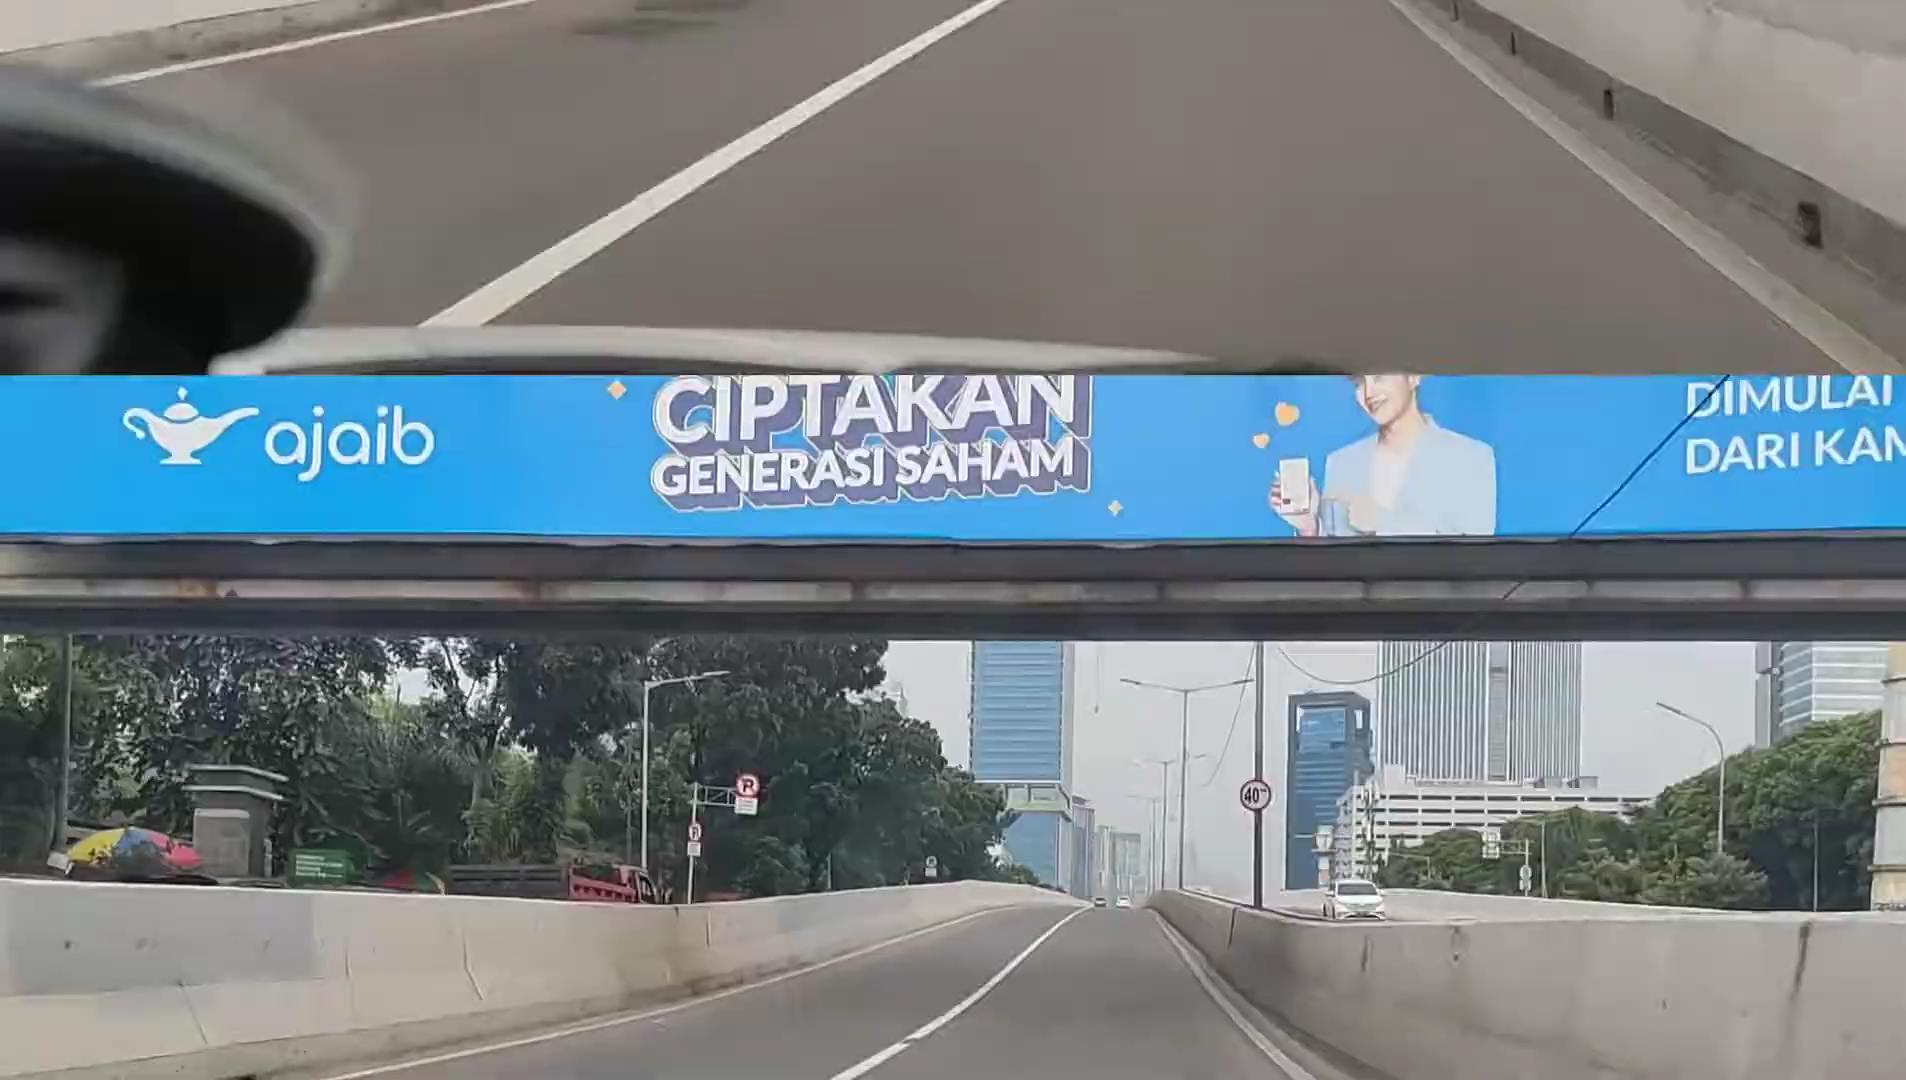 ajaib
CIPTAKAN
GENERASI SAHAM
DIMULAI
DARI KAM
40